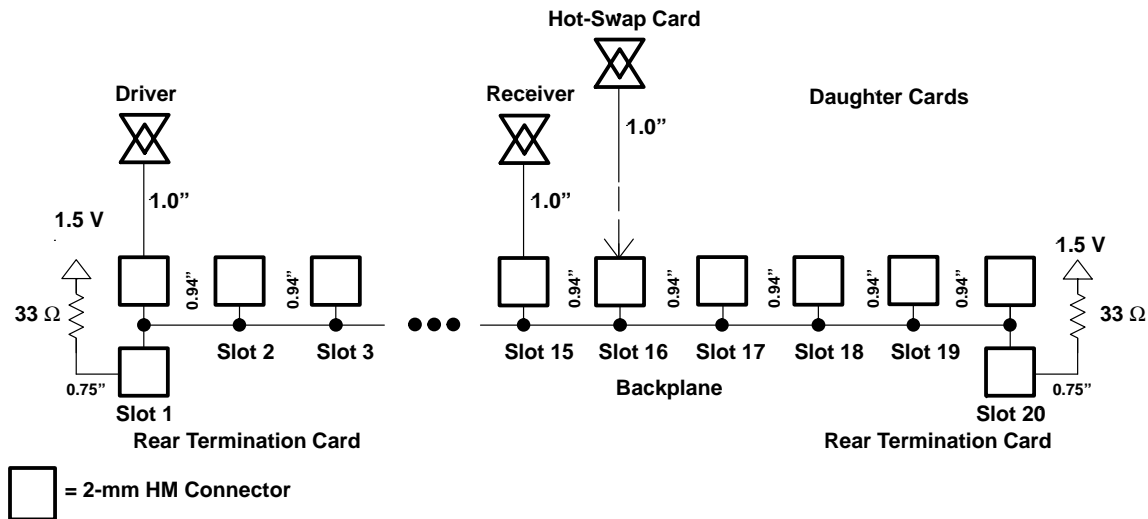 Hot-Swap Card
Driver
Receiver
Daughter Cards
1.0”
1.0”
1.0”
1.5 V
1.5 V
0.94”
0.94”
0.94”
0.94”
0.94”
0.94”
0.94”
33 Ω
33 Ω
Slot 2
Slot 3
Slot 15
Slot 16
Slot 17
Slot 18
Slot 19
0.75”
Backplane
0.75”
Slot 1
Slot 20
Rear Termination Card
Rear Termination Card
= 2-mm HM Connector